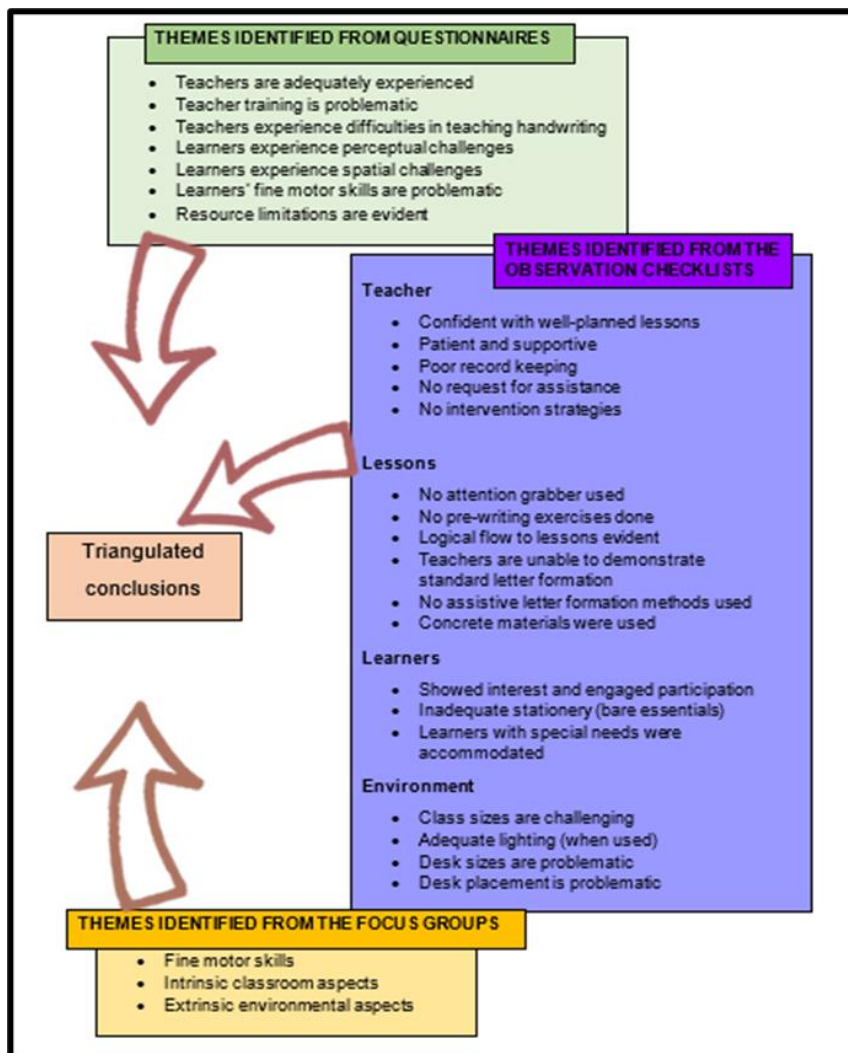 THEMES IDENTIFIED FROM QUESTIONNAIRES
• Teachers are adequately experienced
• Teacher training is problematic
• Teachers experience difficulties in teaching handwriting
• Learners experience perceptual challenges
• Learners experience spatial challenges
• Learners' fine motor skills are problematic
• Resource limitations are evident
THEMES IDENTIFIED FROM THE
OBSERVATION CHECKLISTS
Teacher
• Confident with well-planned lessons
• Patient and supportive
• Poor record keeping
• No request for assistance
• No intervention strategies
Lessons
• No attention grabber used
• No pre-writing exercises done
• Logical flow to lessons evident
• Teachers are unable to demonstrate
standard letter formation
• No assistive letter formation methods used
• Concrete materials were used
Learners
• Showed interest and engaged participation
• Inadequate stationery (bare essentials)
• Learners with special needs were
accommodated
Environment
• Class sizes are challenging
• Adequate lighting (when used)
• Desk sizes are problematic
• Desk placement is problematic
Triangulated
conclusions
THEMES IDENTIFIED FROM THE FOCUS GROUPS
• Fine motor skills
• Intrinsic classroom aspects
• Extrinsic environmental aspects